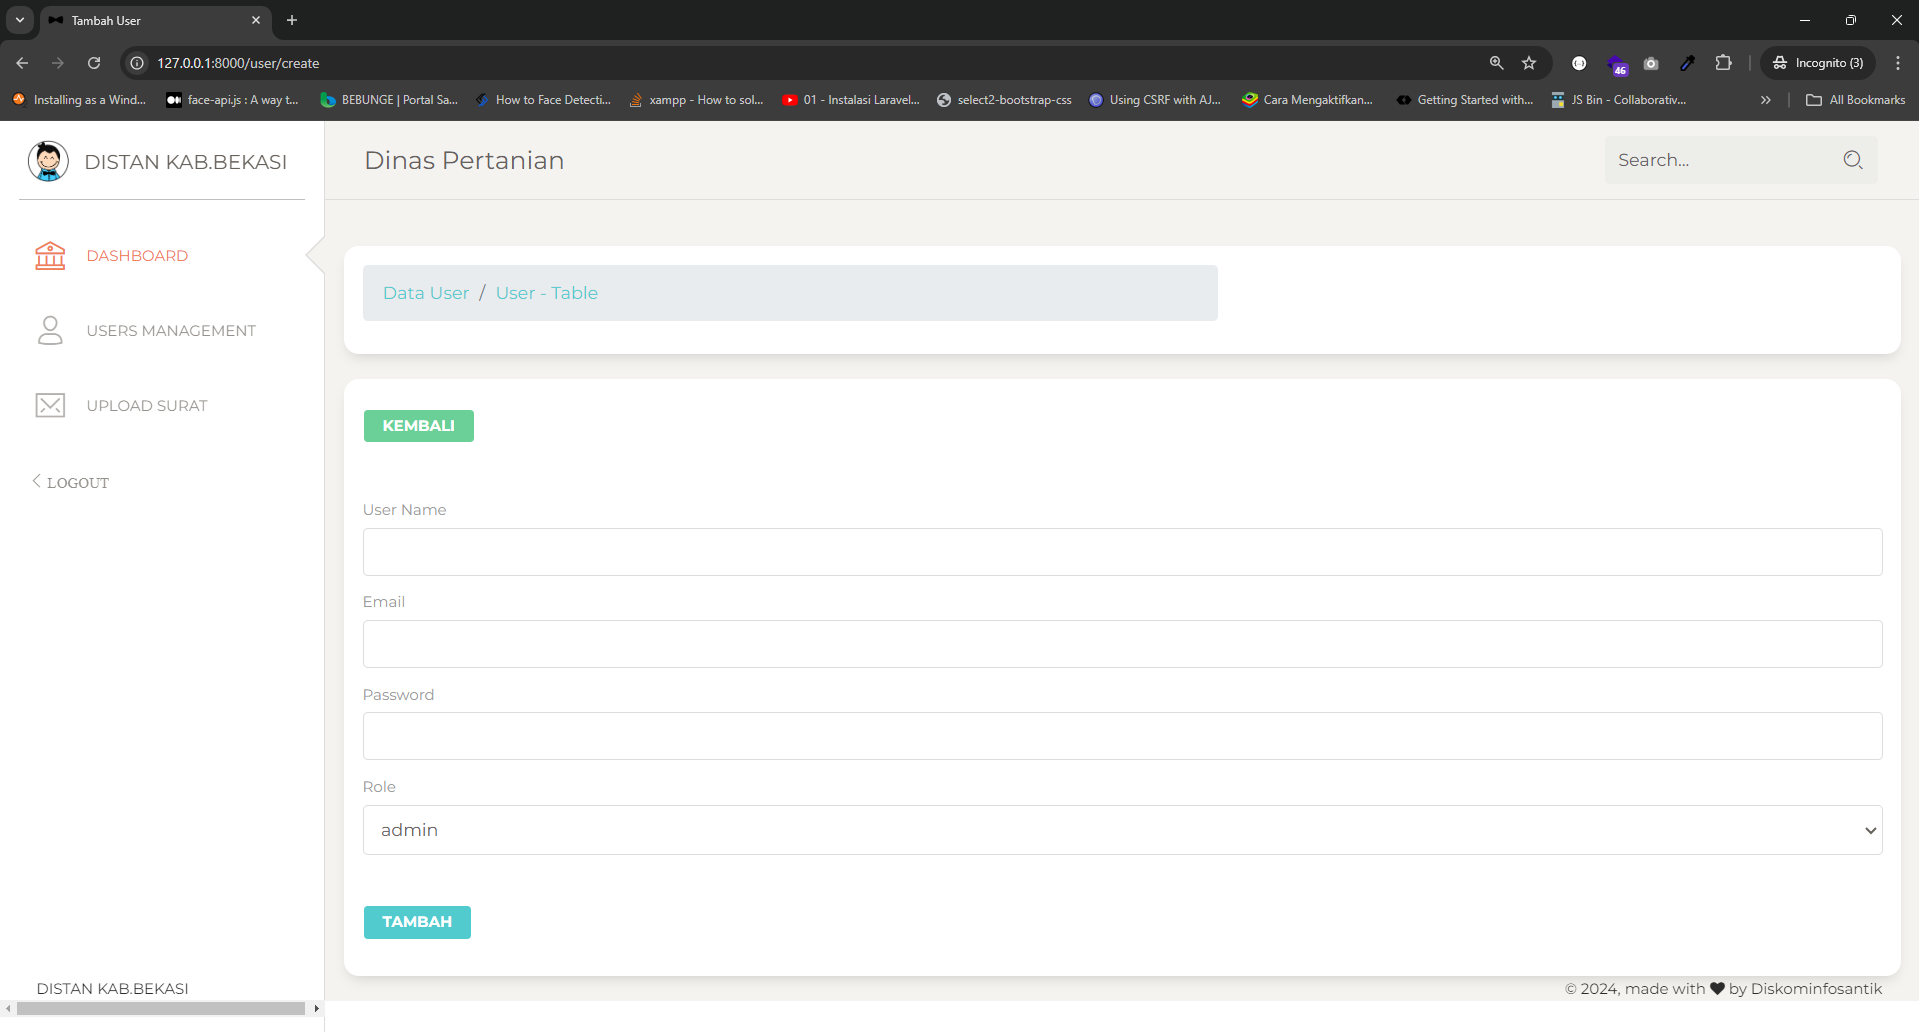 Tambah User
127.0.0.1:8000/user/create
46
Incognito (3)
Installing as a Wind...
face-api.js : A way t...
BEBUNGE | Portal Sa...
How to Face Detecti...
xampp - How to sol...
01 - Instalasi Laravel...
select2-bootstrap-css
Using CSRF with AJ...
Cara Mengaktifkan...
Getting Started with...
JS Bin - Collaborativ...
All Bookmarks
DISTAN KAB.BEKASI
Dinas Pertanian
Search...
DASHBOARD
USERS MANAGEMENT
UPLOAD SURAT
LOGOUT
Data User / User - Table
KEMBALI
User Name
Email
Password
Role
admin
TAMBAH
DISTAN KAB.BEKASI
© 2024, made with ♥ by Diskominfosantik